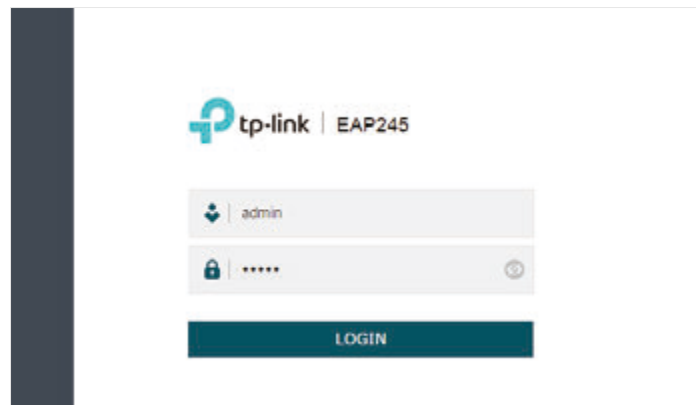 tp-link | EAP245
admin
•••••
LOGIN